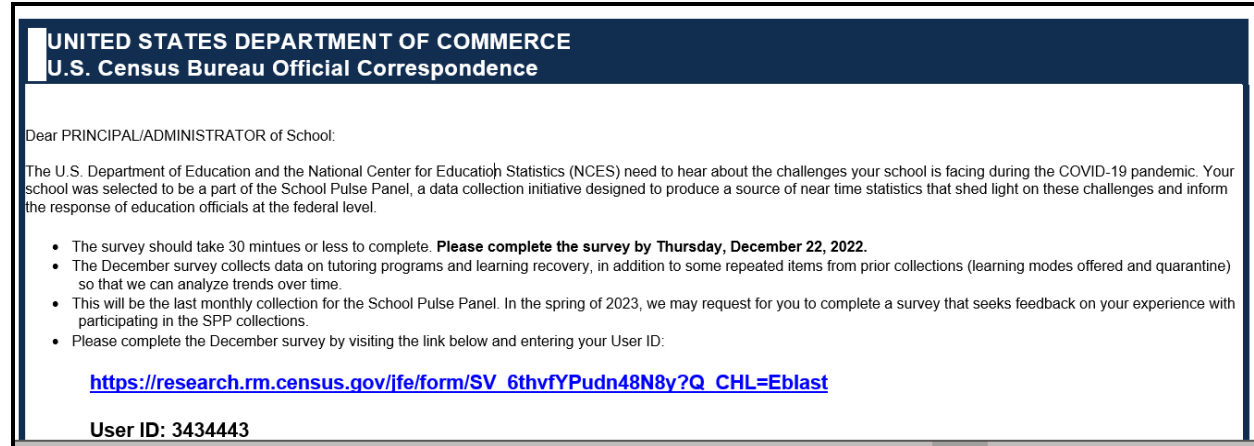 UNITED STATES DEPARTMENT OF COMMERCE
U.S. Census Bureau Official Correspondence
Dear PRINCIPAL/ADMINISTRATOR of School:
The U.S. Department of Education and the National Center for Education Statistics (NCES) need to hear about the challenges your school is facing during the COVID-19 pandemic. Your
school was selected to be a part of the School Pulse Panel, a data collection initiative designed to produce a source of near time statistics that shed light on these challenges and inform
the response of education officials at the federal level.
• The survey should take 30 mintues or less to complete. Please complete the survey by Thursday, December 22, 2022.
• The December survey collects data on tutoring programs and learning recovery, in addition to some repeated items from prior collections (learning modes offered and quarantine)
so that we can analyze trends over time.
• This will be the last monthly collection for the School Pulse Panel. In the spring of 2023, we may request for you to complete a survey that seeks feedback on your experience with
participating in the SPP collections.
• Please complete the December survey by visiting the link below and entering your User ID:
https://research.rm.census.gov/jfe/form/SV_6thvfYPudn48N8y?Q_CHL=Eblast
User ID: 3434443